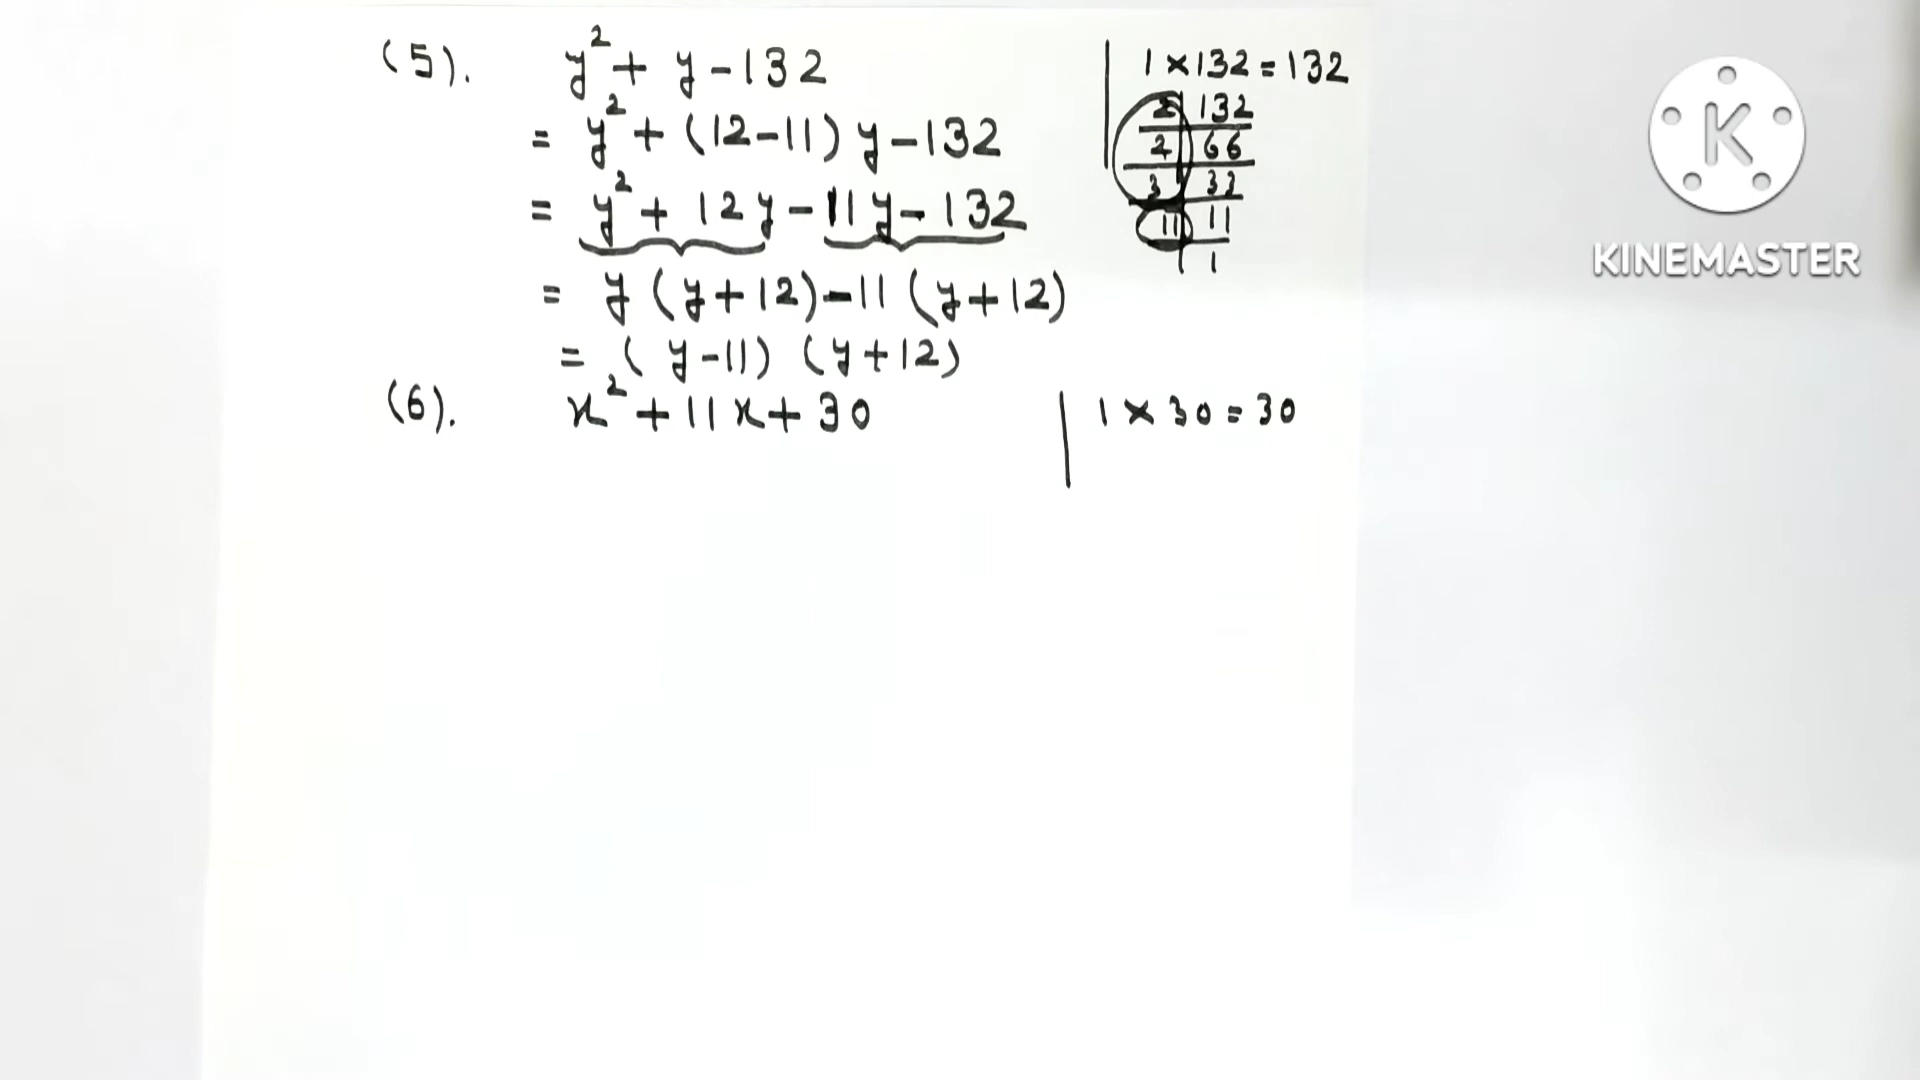 (5). y² + y - 132
= y² + (12-11) y - 132
= y² + 12y - 11y - 132
= y (y+12) - 11 (y+12)
= (y-11) (y+12)
1 × 132 = 132
2 | 132
2 | 66
3 | 32
11 | 11
1
(6). x² + 11x + 30
1 × 30 = 30
K
KINEMASTER